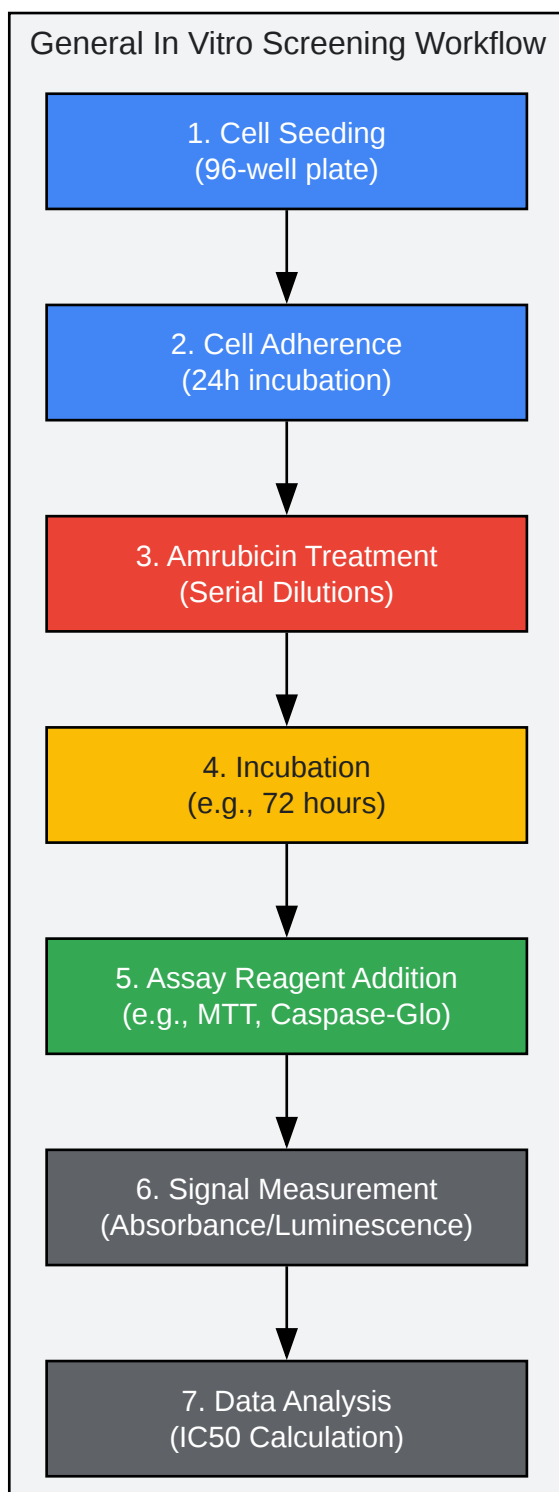 General In Vitro Screening Workflow
1. Cell Seeding
(96-well plate)
2. Cell Adherence
(24h incubation)
3. Amrubicin Treatment
(Serial Dilutions)
4. Incubation
(e.g., 72 hours)
5. Assay Reagent Addition
(e.g., MTT, Caspase-Glo)
6. Signal Measurement
(Absorbance/Luminescence)
7. Data Analysis
(IC50 Calculation)